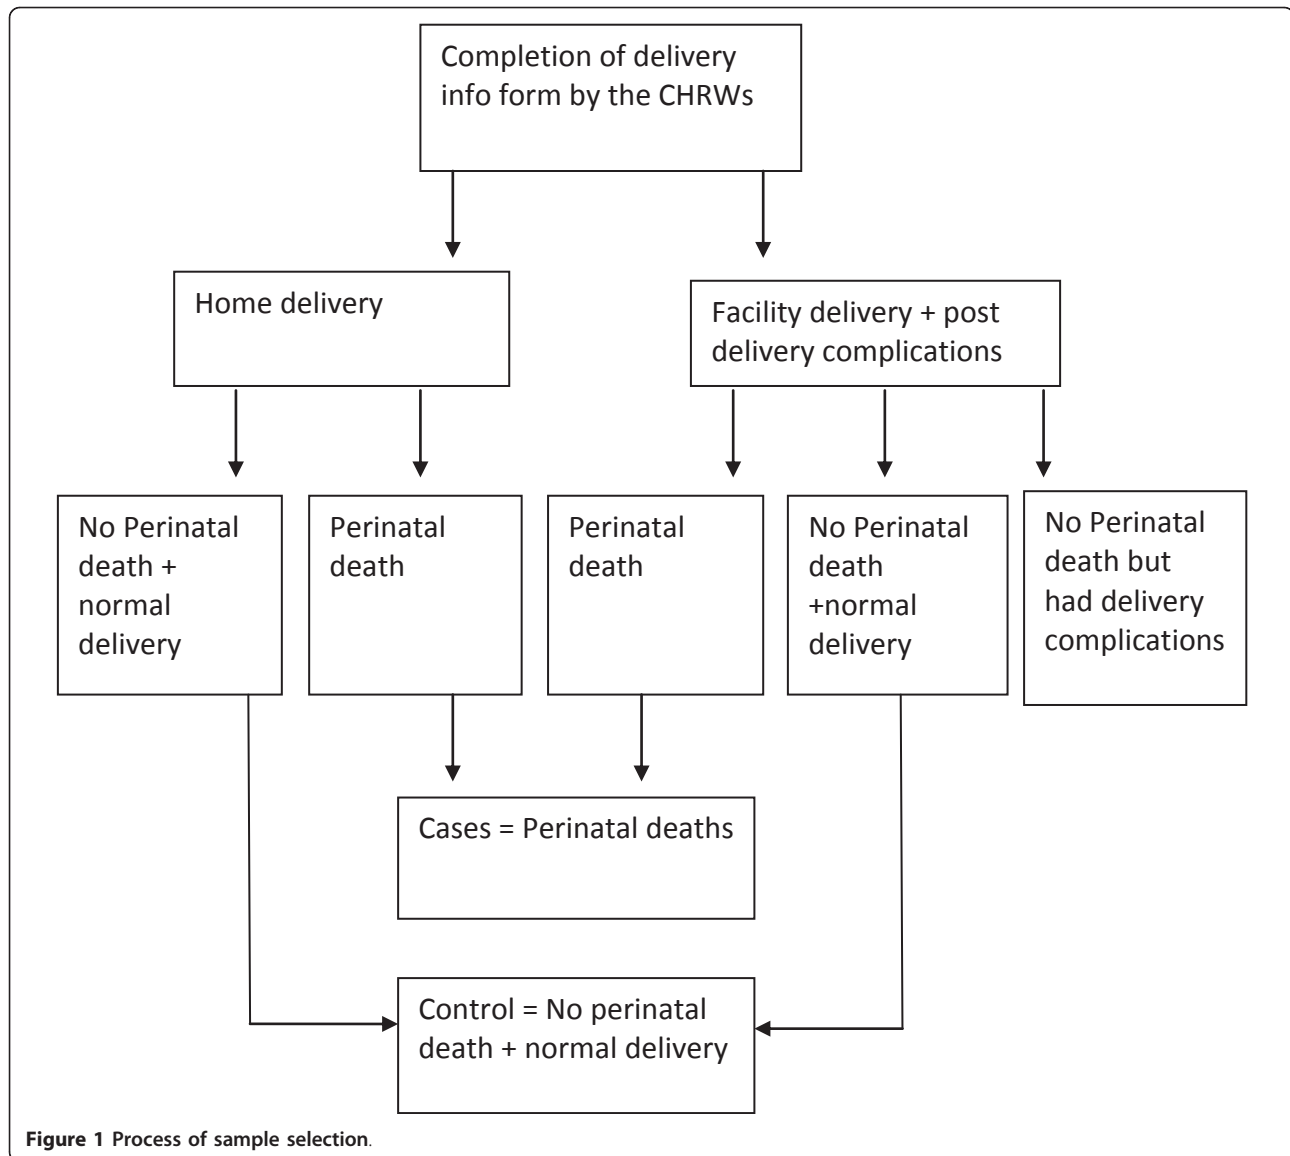 Completion of delivery
info form by the CHRWs
Home delivery
Facility delivery + post
delivery complications
No Perinatal
death +
normal
delivery
Perinatal
death
Perinatal
death
No Perinatal
death
+normal
delivery
No Perinatal
death but
had delivery
complications
Cases = Perinatal deaths
Control = No perinatal
death + normal delivery
Figure 1 Process of sample selection.